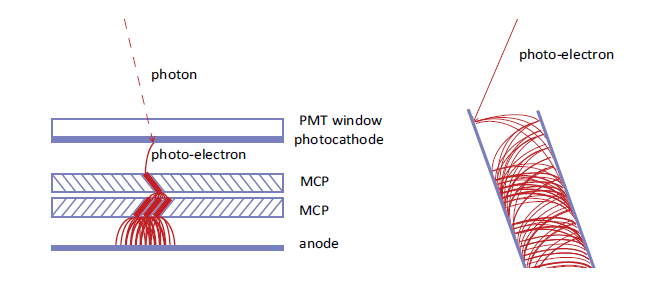 photon
PMT window
photocathode
photo-electron
MCP
MCP
anode
photo-electron